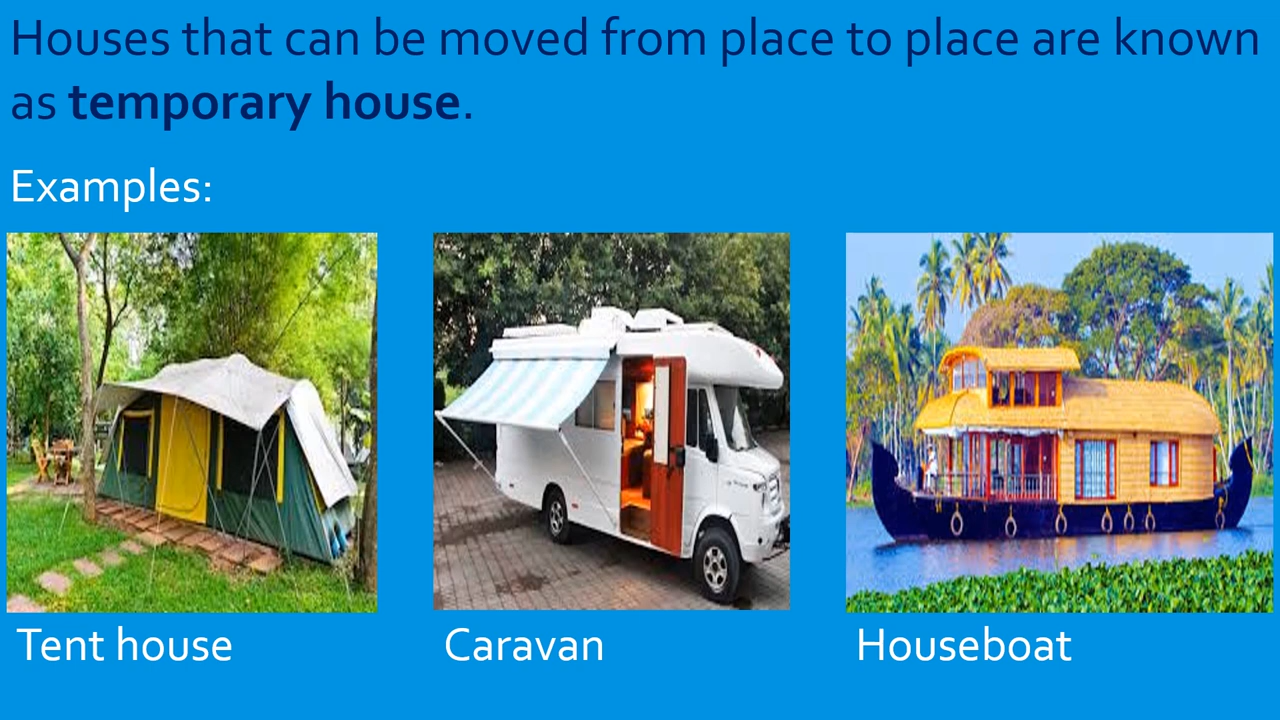 Houses that can be moved from place to place are known
as temporary house.
Examples:
Tent house
Caravan
Houseboat